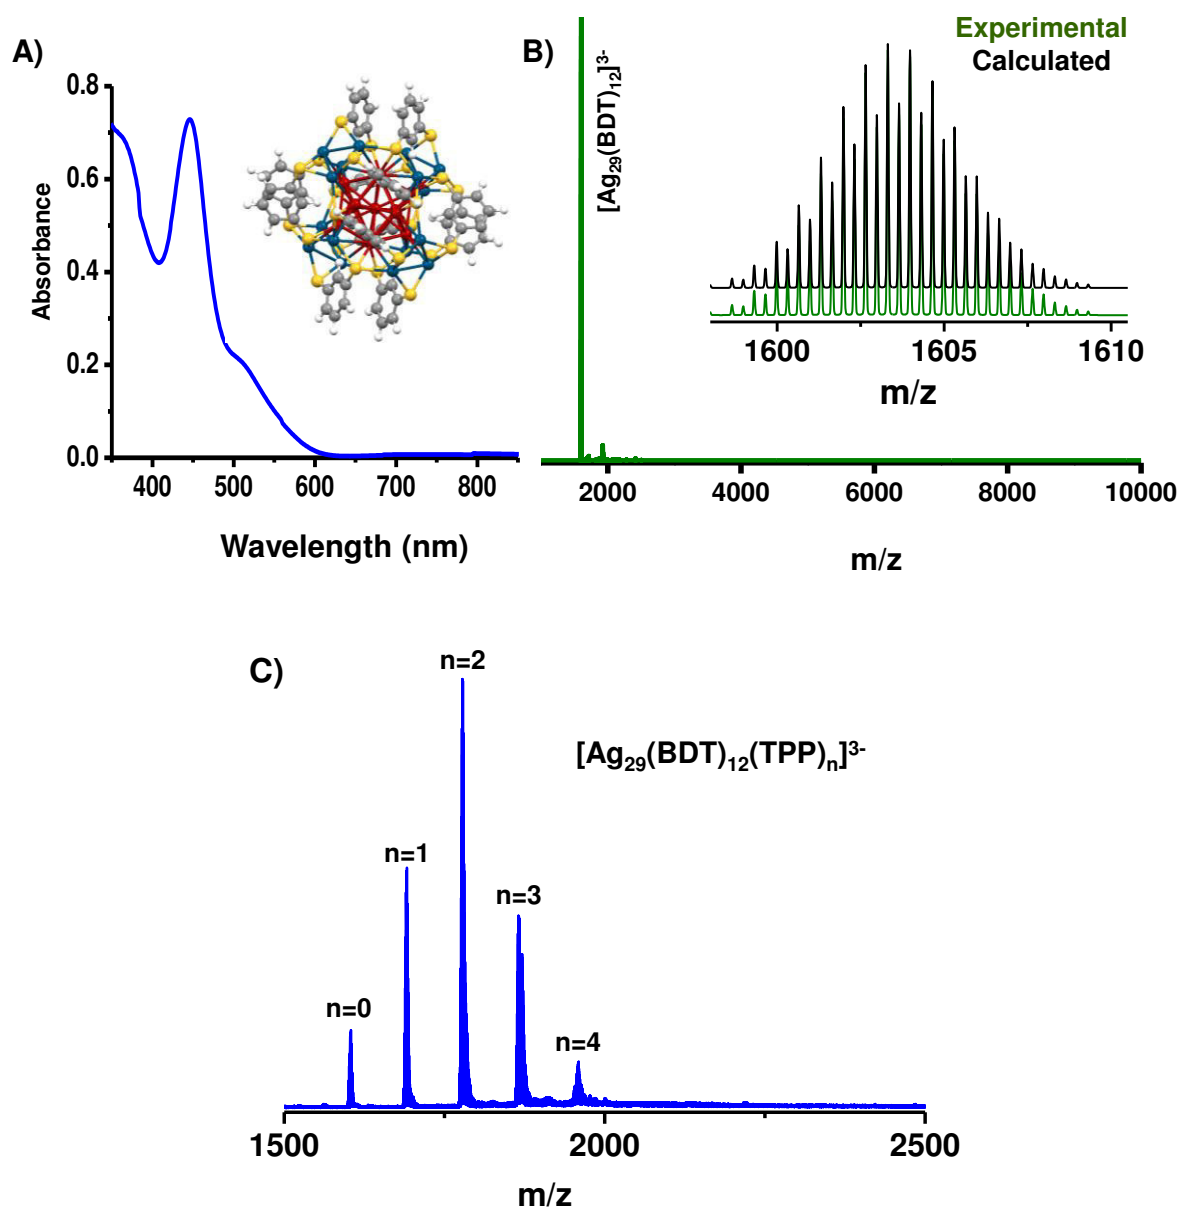 A)
0.8
0.6
0.4
0.2
0.0
Absorbance
400 500 600 700 800
Wavelength (nm)
B)
[Ag29(BDT)12]3-
Experimental
Calculated
1600 1605 1610
m/z
2000 4000 6000 8000 10000
m/z
C)
n=0
n=1
n=2
n=3
n=4
[Ag29(BDT)12(TPP)n]3-
1500 2000 2500
m/z